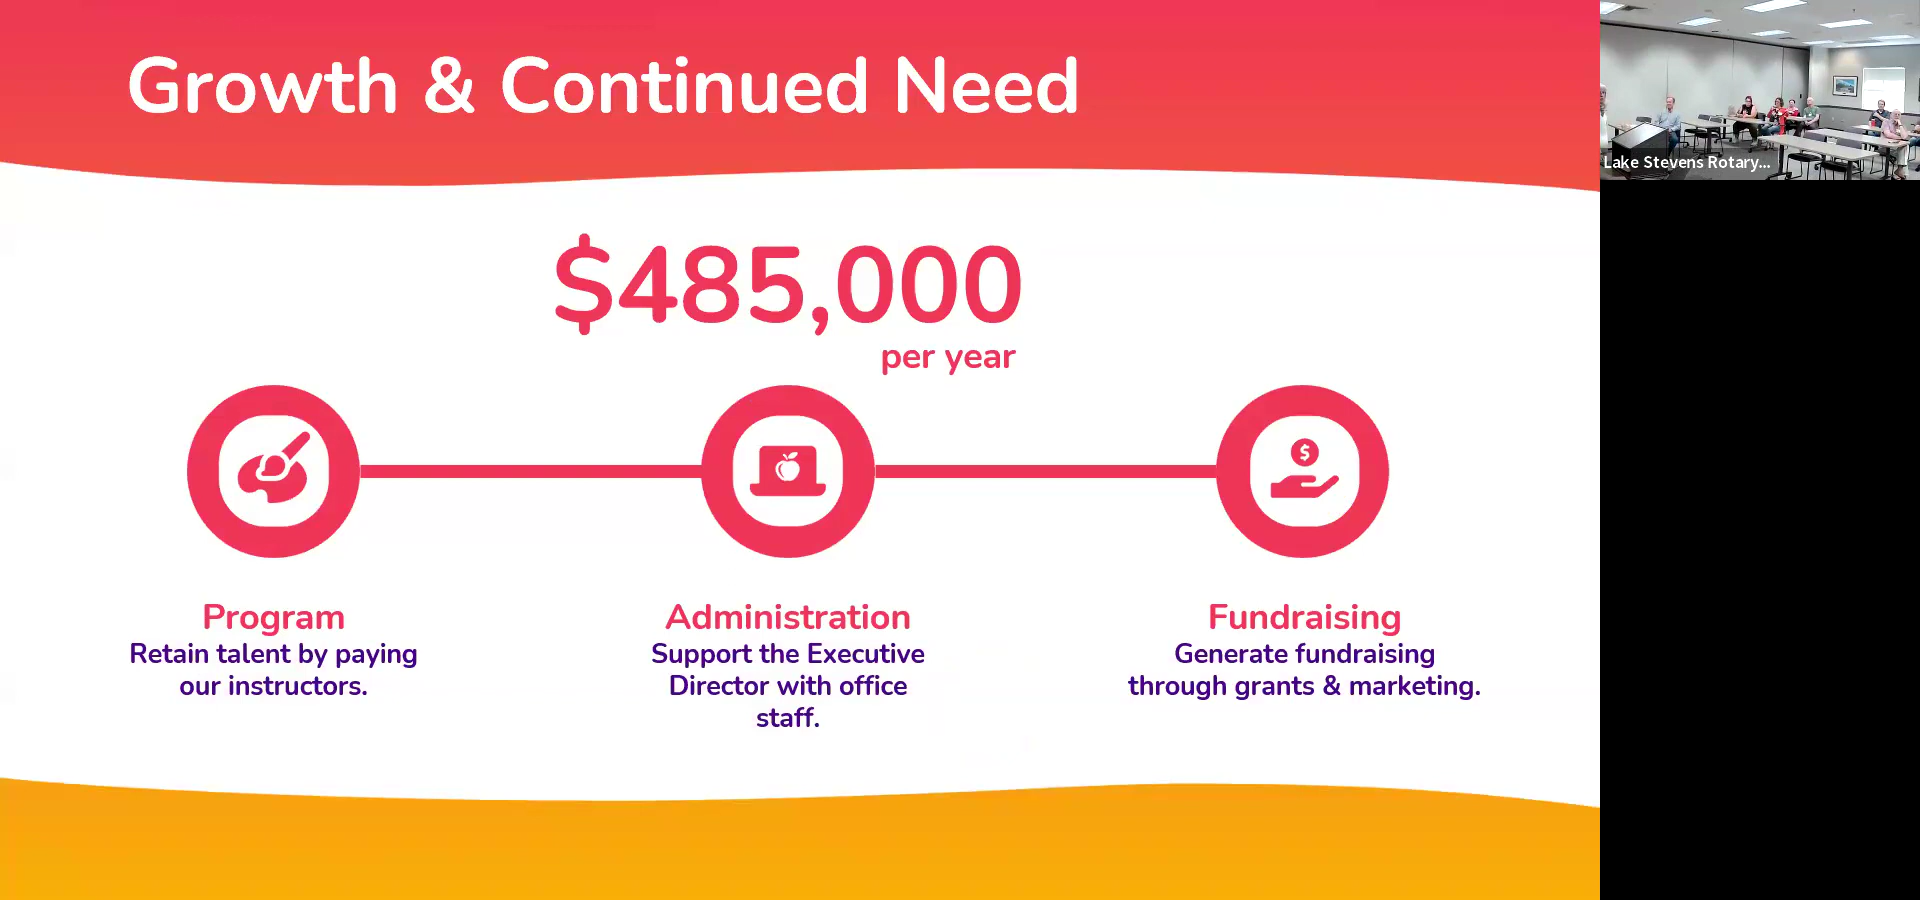 Growth & Continued Need
$485,000
per year
Program
Retain talent by paying
our instructors.
Administration
Support the Executive
Director with office
staff.
Fundraising
Generate fundraising
through grants & marketing.
Lake Stevens Rotary...